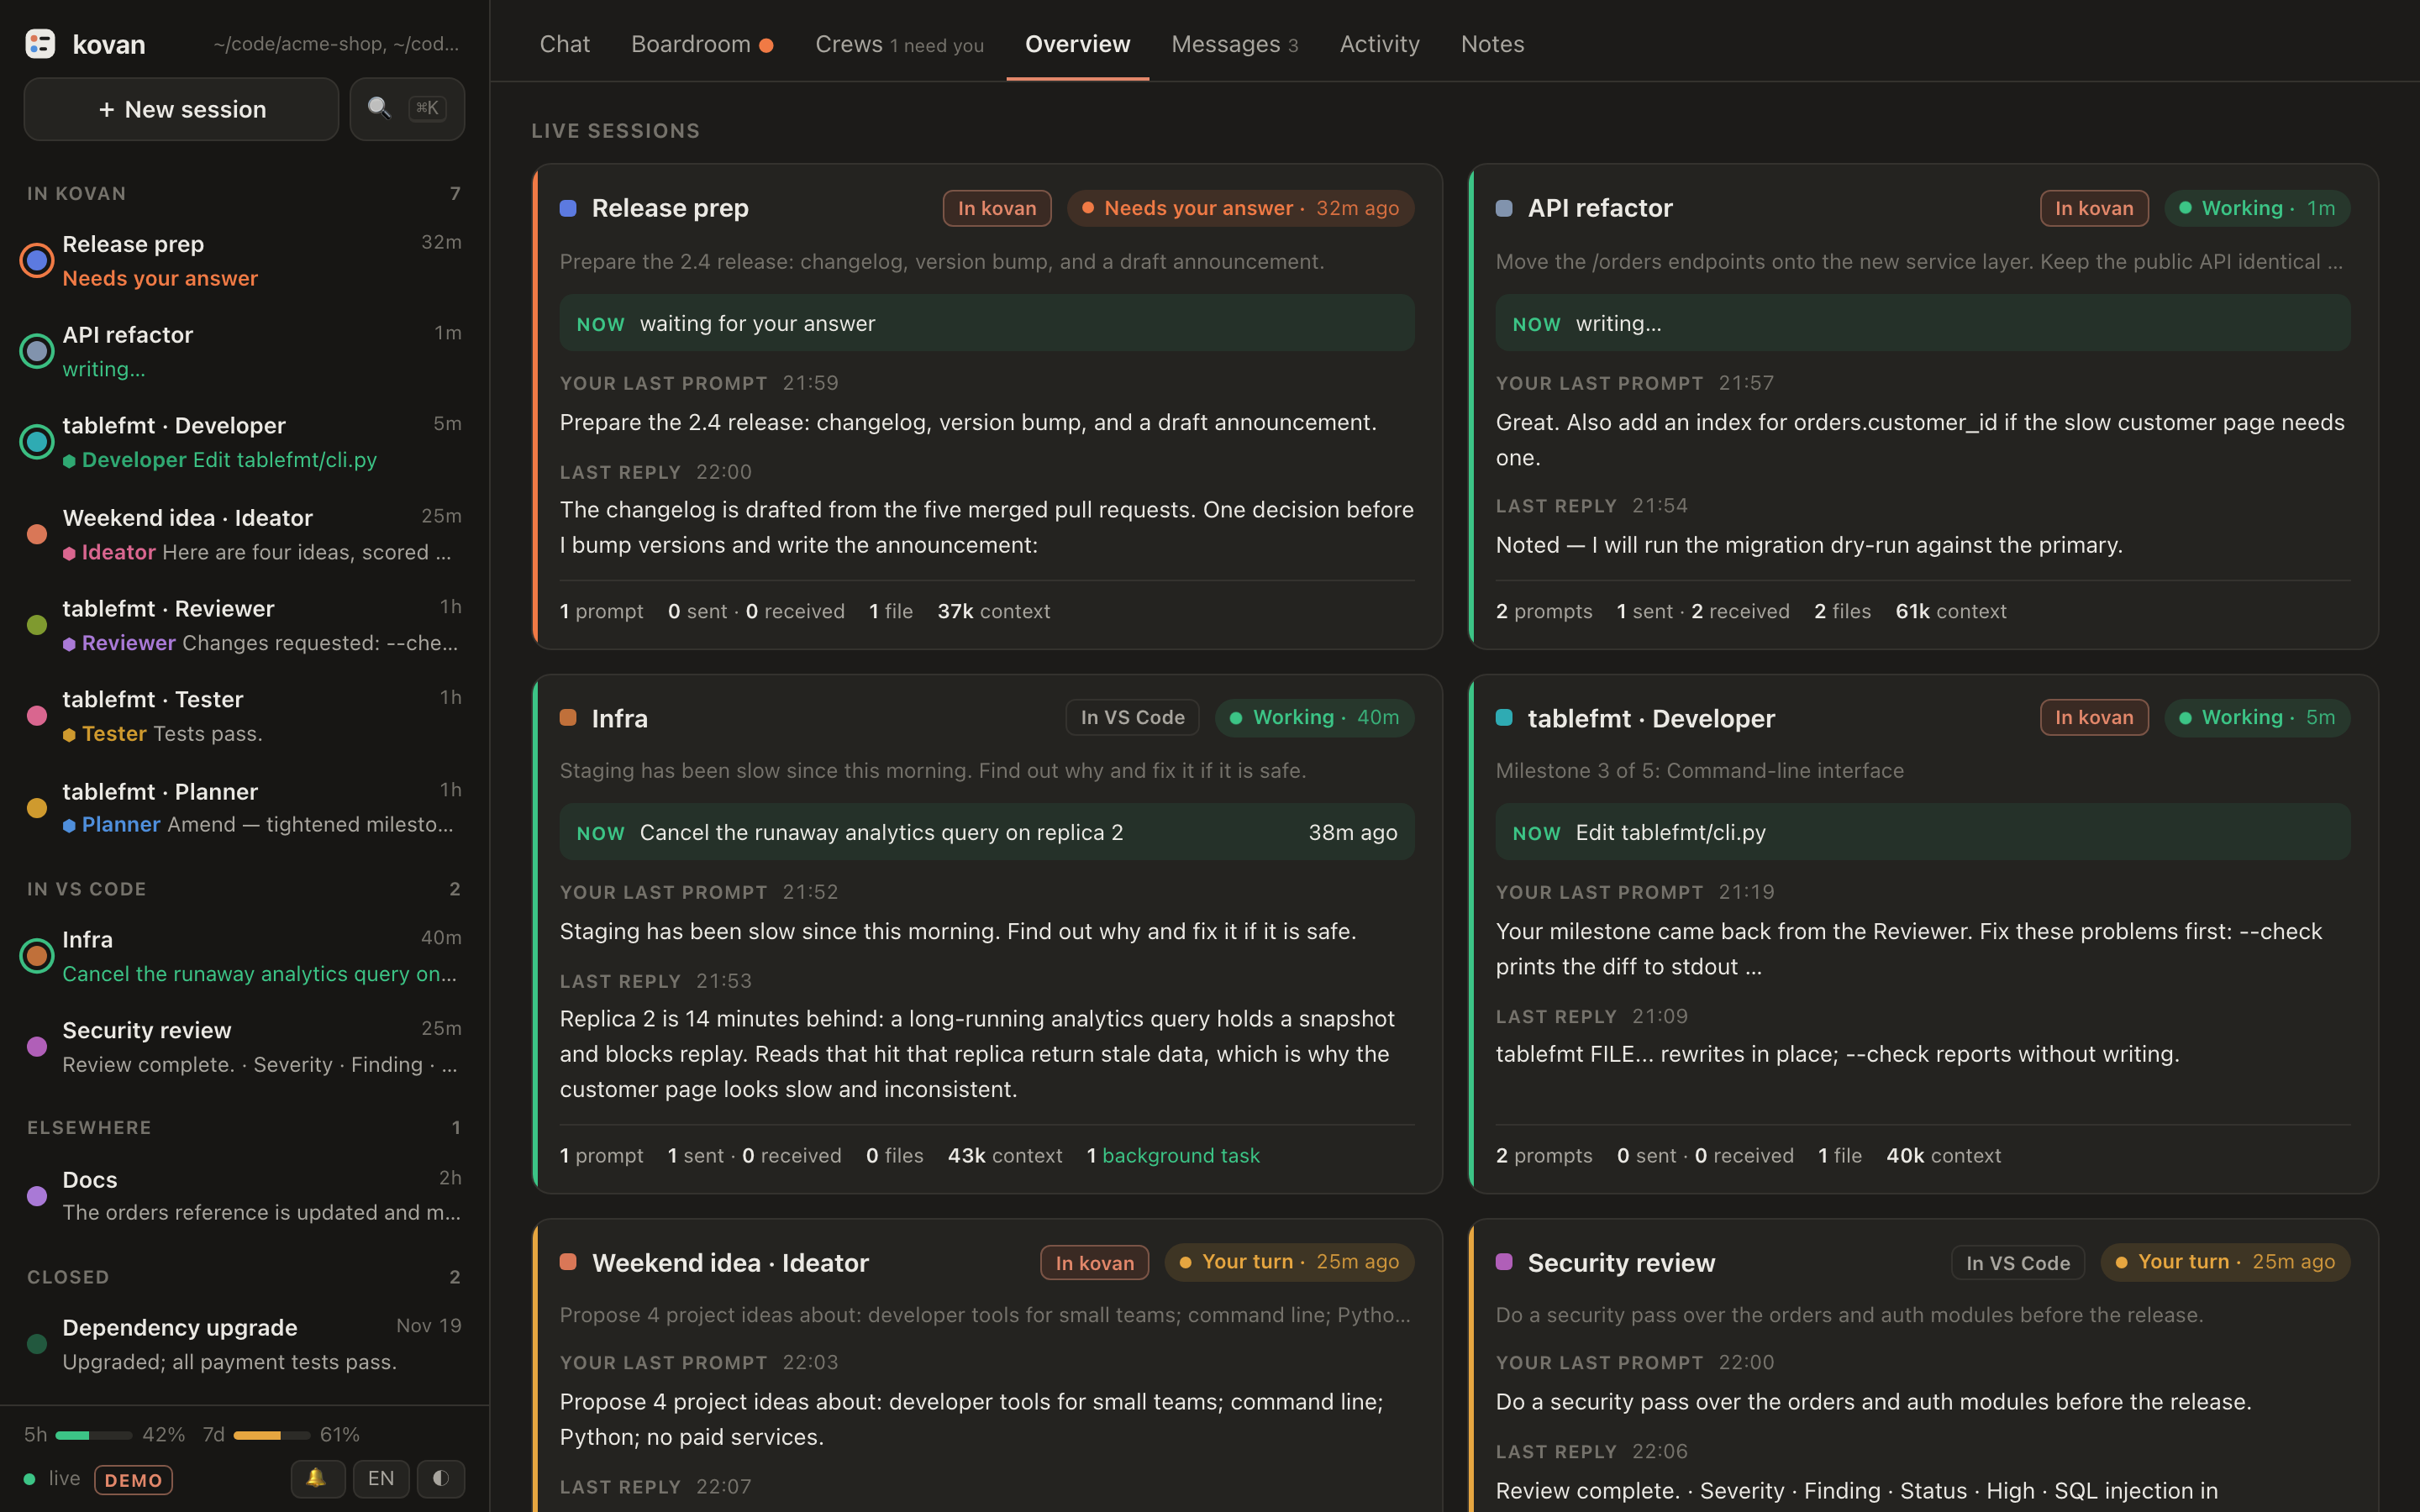 kovan ~/code/acme-shop, ~/cod...
+ New session ⌘K
IN KOVAN 7
Release prep 32m
Needs your answer
API refactor 1m
writing...
tablefmt · Developer 5m
Developer Edit tablefmt/cli.py
Weekend idea · Ideator 25m
Ideator Here are four ideas, scored ...
tablefmt · Reviewer 1h
Reviewer Changes requested: --che...
tablefmt · Tester 1h
Tester Tests pass.
tablefmt · Planner 1h
Planner Amend — tightened milesto...
IN VS CODE 2
Infra 40m
Cancel the runaway analytics query on...
Security review 25m
Review complete. · Severity · Finding · ...
ELSEWHERE 1
Docs 2h
The orders reference is updated and m...
CLOSED 2
Dependency upgrade Nov 19
Upgraded; all payment tests pass.
5h 42% 7d 61%
live DEMO EN
Chat Boardroom Crews 1 need you Overview Messages 3 Activity Notes
LIVE SESSIONS
Release prep In kovan Needs your answer · 32m ago
Prepare the 2.4 release: changelog, version bump, and a draft announcement.
NOW waiting for your answer
YOUR LAST PROMPT 21:59
Prepare the 2.4 release: changelog, version bump, and a draft announcement.
LAST REPLY 22:00
The changelog is drafted from the five merged pull requests. One decision before
I bump versions and write the announcement:
1 prompt 0 sent · 0 received 1 file 37k context
API refactor In kovan Working · 1m
Move the /orders endpoints onto the new service layer. Keep the public API identical ...
NOW writing...
YOUR LAST PROMPT 21:57
Great. Also add an index for orders.customer_id if the slow customer page needs
one.
LAST REPLY 21:54
Noted — I will run the migration dry-run against the primary.
2 prompts 1 sent · 2 received 2 files 61k context
Infra In VS Code Working · 40m
Staging has been slow since this morning. Find out why and fix it if it is safe.
NOW Cancel the runaway analytics query on replica 2 38m ago
YOUR LAST PROMPT 21:52
Staging has been slow since this morning. Find out why and fix it if it is safe.
LAST REPLY 21:53
Replica 2 is 14 minutes behind: a long-running analytics query holds a snapshot
and blocks replay. Reads that hit that replica return stale data, which is why the
customer page looks slow and inconsistent.
1 prompt 1 sent · 0 received 0 files 43k context 1 background task
tablefmt · Developer In kovan Working · 5m
Milestone 3 of 5: Command-line interface
NOW Edit tablefmt/cli.py
YOUR LAST PROMPT 21:19
Your milestone came back from the Reviewer. Fix these problems first: --check
prints the diff to stdout ...
LAST REPLY 21:09
tablefmt FILE... rewrites in place; --check reports without writing.
2 prompts 0 sent · 0 received 1 file 40k context
Weekend idea · Ideator In kovan Your turn · 25m ago
Propose 4 project ideas about: developer tools for small teams; command line; Pytho...
YOUR LAST PROMPT 22:03
Propose 4 project ideas about: developer tools for small teams; command line;
Python; no paid services.
LAST REPLY 22:07
Security review In VS Code Your turn · 25m ago
Do a security pass over the orders and auth modules before the release.
YOUR LAST PROMPT 22:00
Do a security pass over the orders and auth modules before the release.
LAST REPLY 22:06
Review complete. · Severity · Finding · Status · High · SQL injection in